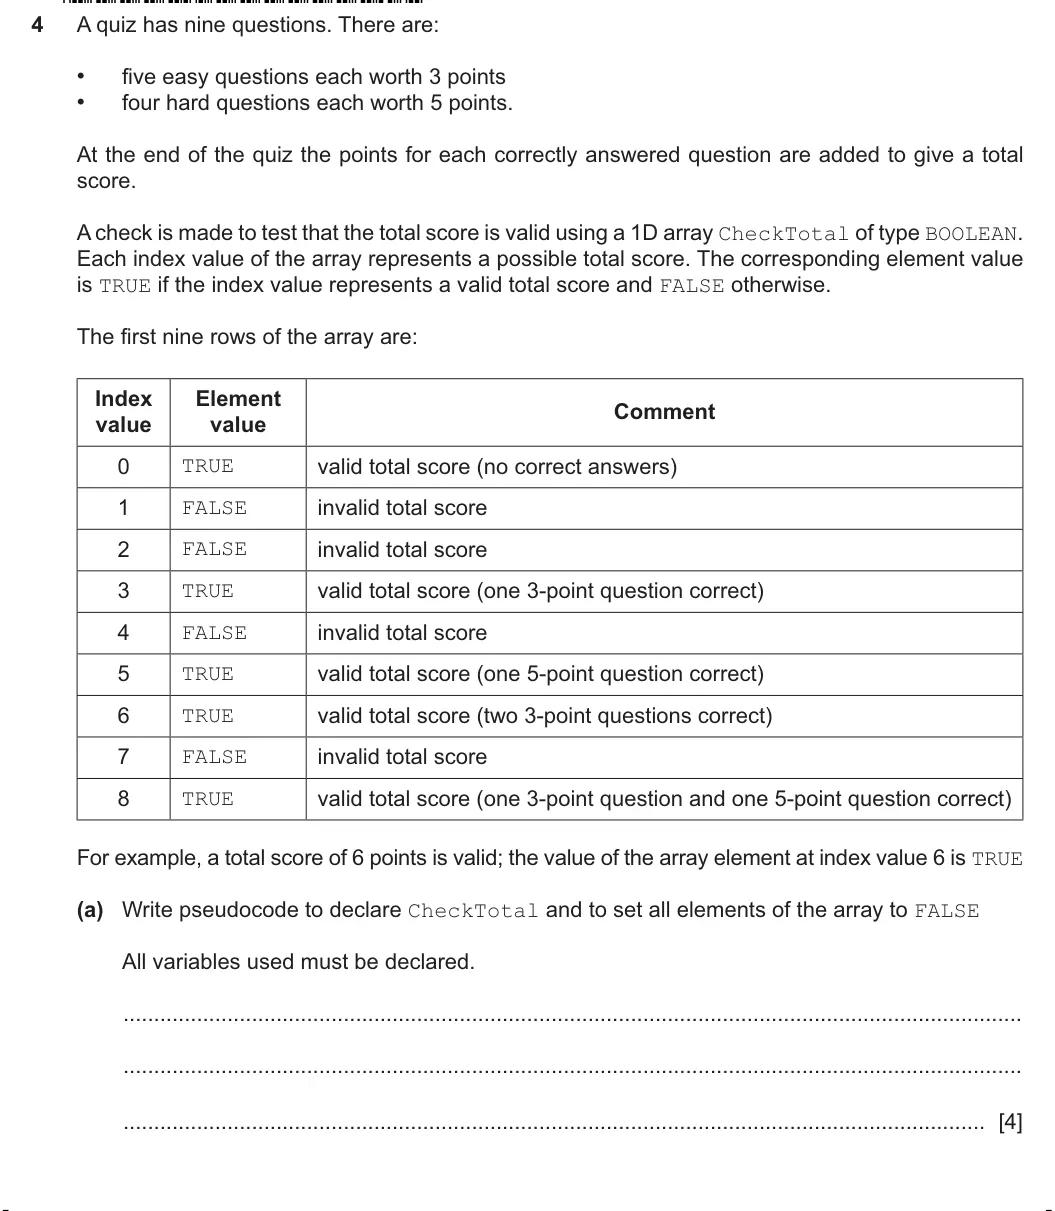 4 A quiz has nine questions. There are:
• five easy questions each worth 3 points
• four hard questions each worth 5 points.
At the end of the quiz the points for each correctly answered question are added to give a total
score.
A check is made to test that the total score is valid using a 1D array CheckTotal of type BOOLEAN.
Each index value of the array represents a possible total score. The corresponding element value
is TRUE if the index value represents a valid total score and FALSE otherwise.
The first nine rows of the array are:
Index value Element value Comment
0 TRUE valid total score (no correct answers)
1 FALSE invalid total score
2 FALSE invalid total score
3 TRUE valid total score (one 3-point question correct)
4 FALSE invalid total score
5 TRUE valid total score (one 5-point question correct)
6 TRUE valid total score (two 3-point questions correct)
7 FALSE invalid total score
8 TRUE valid total score (one 3-point question and one 5-point question correct)
For example, a total score of 6 points is valid; the value of the array element at index value 6 is TRUE
(a) Write pseudocode to declare CheckTotal and to set all elements of the array to FALSE
All variables used must be declared.
[4]